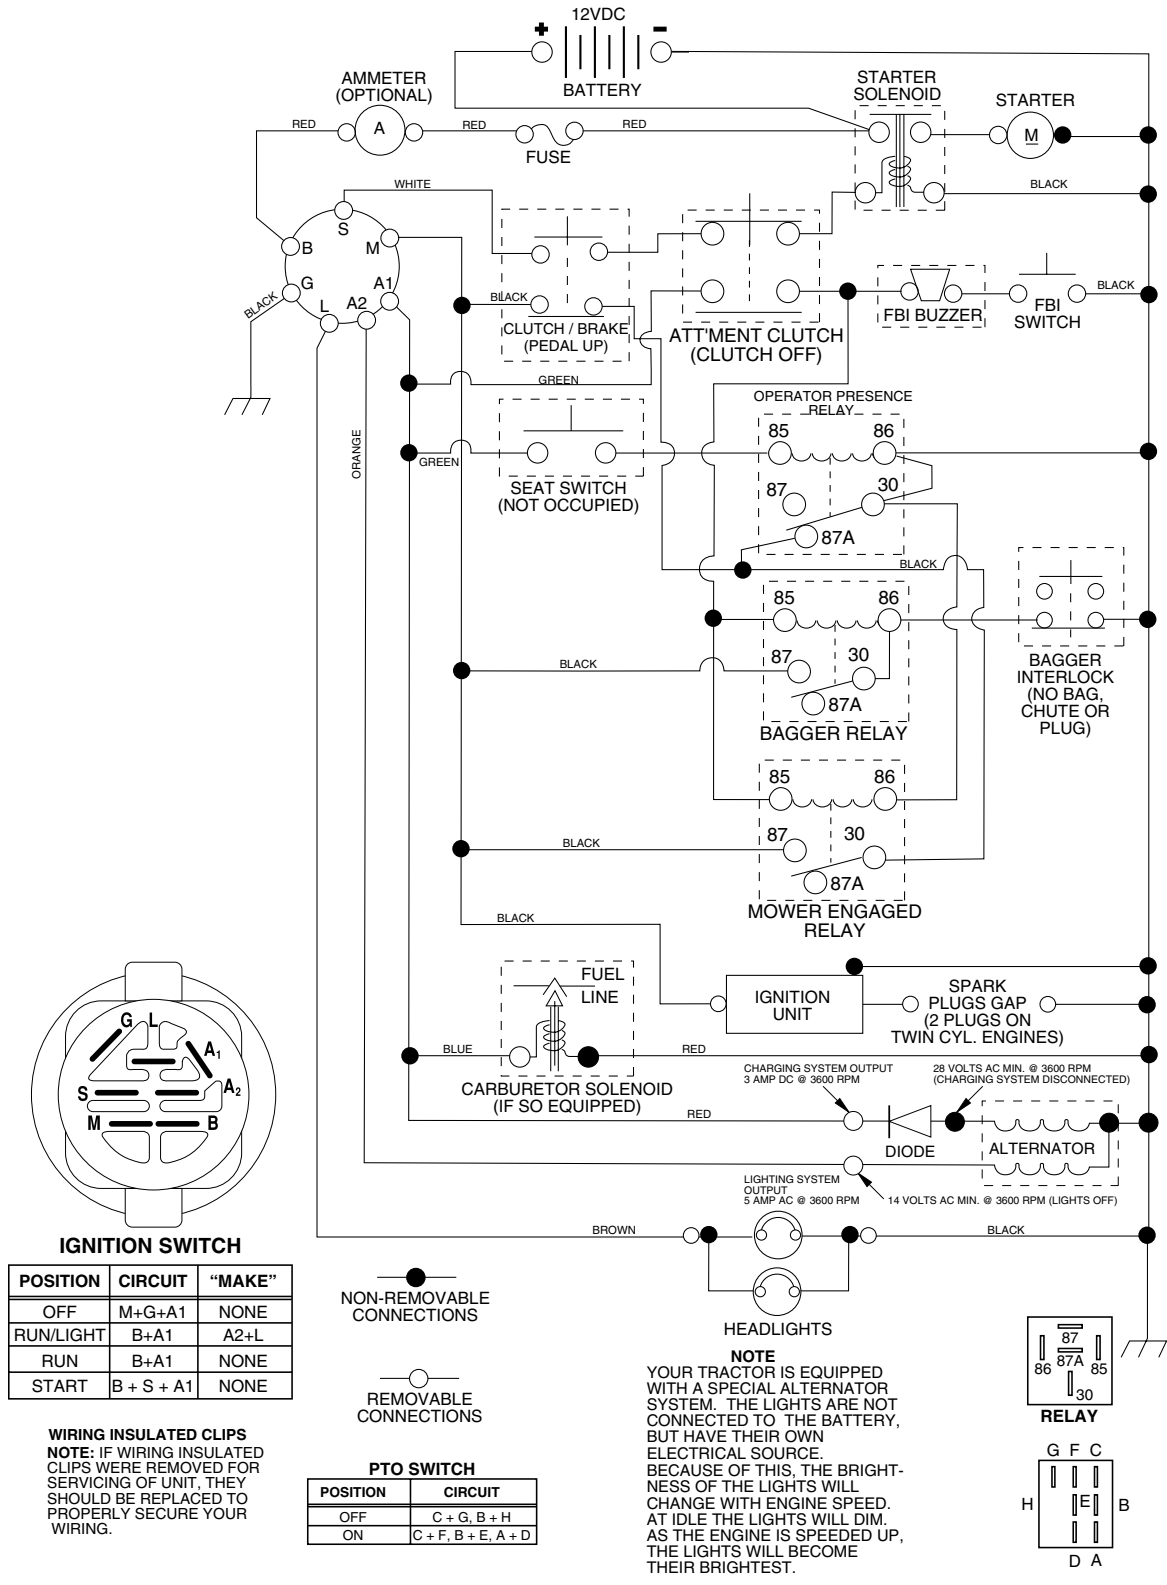 12VDC
+
-
BATTERY
AMMETER
(OPTIONAL)
A
RED
RED
FUSE
RED
STARTER
SOLENOID
STARTER
M
BLACK
WHITE
S
B
M
G
A1
L
A2
BLACK
BLACK
CLUTCH / BRAKE
(PEDAL UP)
ATT'MENT CLUTCH
(CLUTCH OFF)
FBI BUZZER
FBI
SWITCH
BLACK
GREEN
OPERATOR PRESENCE
RELAY
85
86
87
30
87A
ORANGE
GREEN
SEAT SWITCH
(NOT OCCUPIED)
BLACK
85
86
87
30
87A
BLACK
BAGGER RELAY
BAGGER
INTERLOCK
(NO BAG,
CHUTE OR
PLUG)
85
86
87
30
87A
BLACK
MOWER ENGAGED
RELAY
BLACK
FUEL
LINE
IGNITION
UNIT
SPARK
PLUGS GAP
(2 PLUGS ON
TWIN CYL. ENGINES)
BLUE
RED
CARBURETOR SOLENOID
(IF SO EQUIPPED)
CHARGING SYSTEM OUTPUT
3 AMP DC @ 3600 RPM
28 VOLTS AC MIN. @ 3600 RPM
(CHARGING SYSTEM DISCONNECTED)
RED
DIODE
ALTERNATOR
LIGHTING SYSTEM
OUTPUT
5 AMP AC @ 3600 RPM
14 VOLTS AC MIN. @ 3600 RPM (LIGHTS OFF)
BROWN
BLACK
HEADLIGHTS
G
L
A1
S
A2
M
B
IGNITION SWITCH
POSITION CIRCUIT “MAKE”
OFF M+G+A1 NONE
RUN/LIGHT B+A1 A2+L
RUN B+A1 NONE
START B + S + A1 NONE
WIRING INSULATED CLIPS
NOTE: IF WIRING INSULATED
CLIPS WERE REMOVED FOR
SERVICING OF UNIT, THEY
SHOULD BE REPLACED TO
PROPERLY SECURE YOUR
WIRING.
NON-REMOVABLE
CONNECTIONS
REMOVABLE
CONNECTIONS
PTO SWITCH
POSITION CIRCUIT
OFF C + G, B + H
ON C + F, B + E, A + D
NOTE
YOUR TRACTOR IS EQUIPPED
WITH A SPECIAL ALTERNATOR
SYSTEM. THE LIGHTS ARE NOT
CONNECTED TO THE BATTERY,
BUT HAVE THEIR OWN
ELECTRICAL SOURCE.
BECAUSE OF THIS, THE BRIGHT-
NESS OF THE LIGHTS WILL
CHANGE WITH ENGINE SPEED.
AT IDLE THE LIGHTS WILL DIM.
AS THE ENGINE IS SPEEDED UP,
THE LIGHTS WILL BECOME
THEIR BRIGHTEST.
87
86
87A
85
30
RELAY
G F C
H
E
B
D A